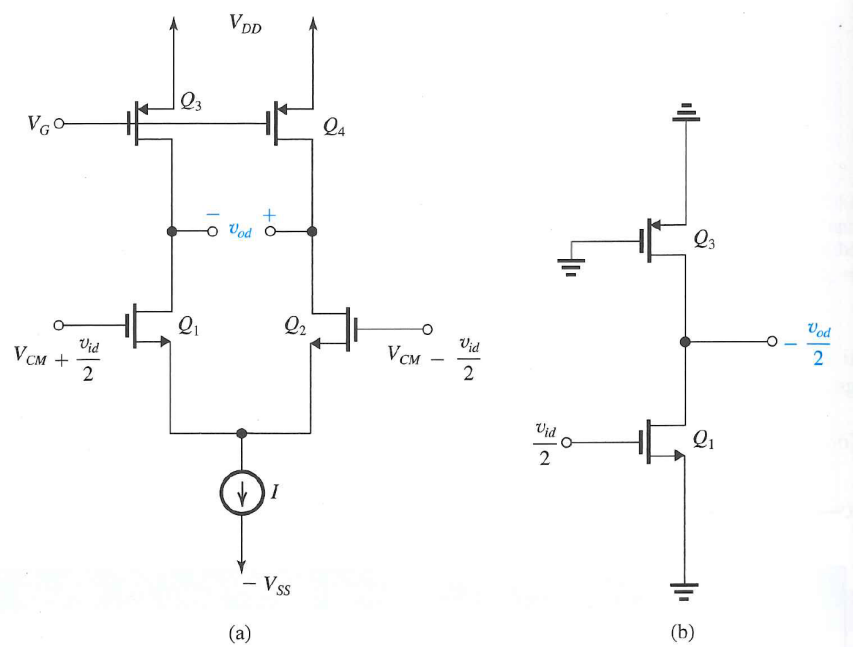 V_DD
Q_3
V_G
Q_4
− v_od +
Q_1
Q_2
V_CM + v_id/2
V_CM − v_id/2
I
− V_SS
(a)
Q_3
− v_od/2
v_id/2
Q_1
(b)